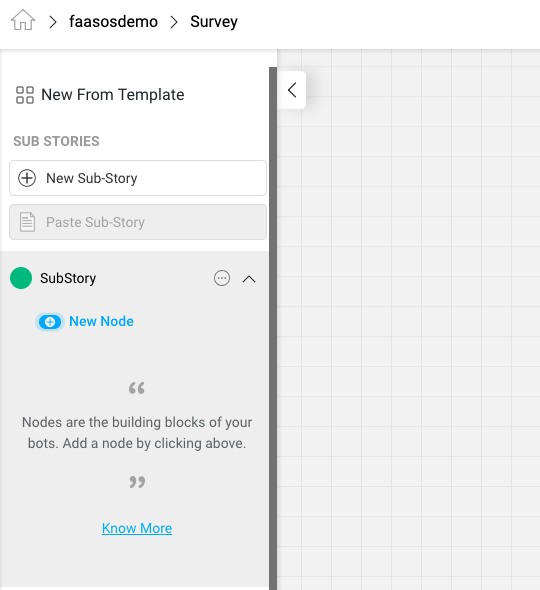 faasosdemo Survey
New From Template
SUB STORIES
New Sub-Story
Paste Sub-Story
SubStory
New Node
“
Nodes are the building blocks of your
bots. Add a node by clicking above.
”
Know More